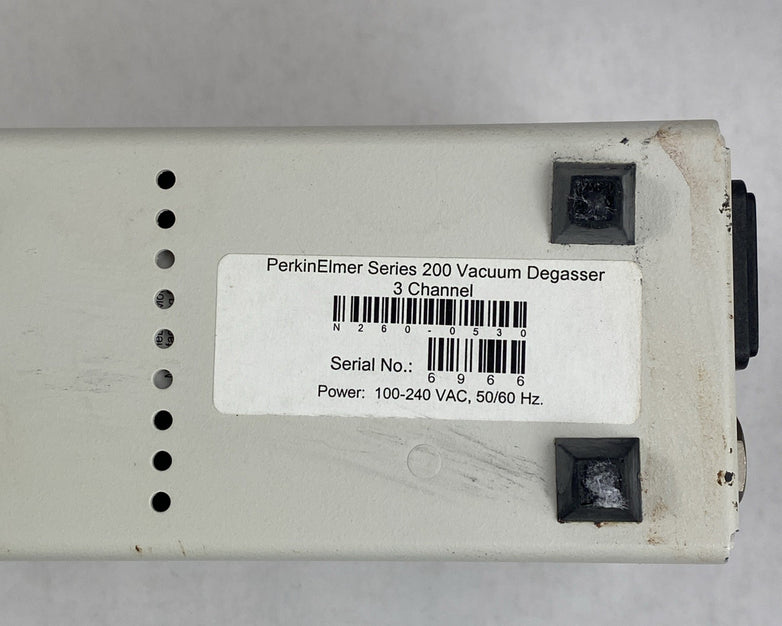 PerkinElmer Series 200 Vacuum Degasser
3 Channel
N260-0530
Serial No.:
6966
Power: 100-240 VAC, 50/60 Hz.